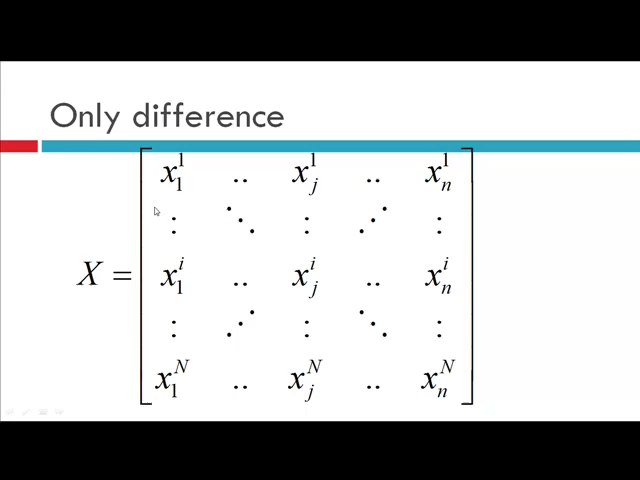 Only difference
x_1^1 .. x_j^1 .. x_n^1
: ⋱ : ⋰ :
X = x_1^i .. x_j^i .. x_n^i
: ⋰ : ⋱ :
x_1^N .. x_j^N .. x_n^N